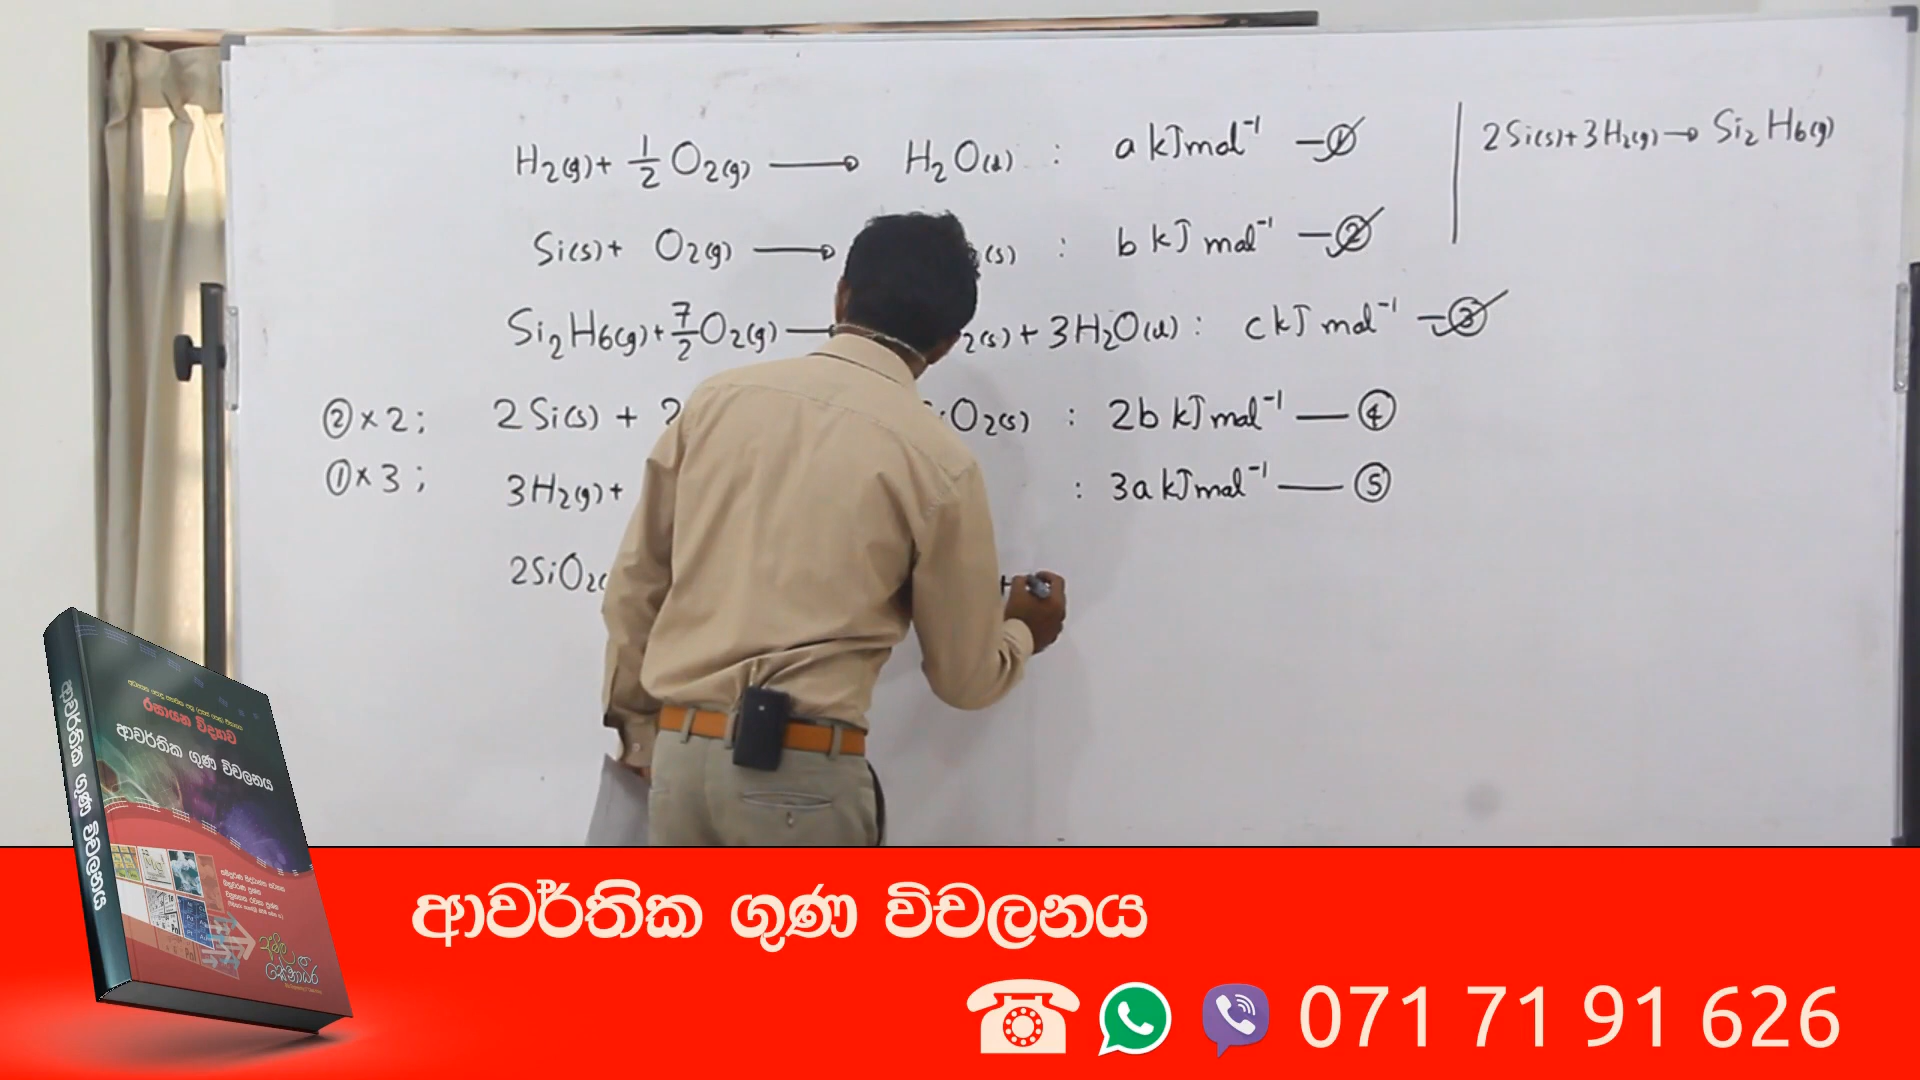 H₂(g) + 1/2 O₂(g) ⟶ H₂O(l) : a kJ mol⁻¹ — ①
2Si(s) + 3H₂(g) → Si₂H₆(g)
Si(s) + O₂(g) ⟶ (s) : b kJ mol⁻¹ — ②
Si₂H₆(g) + 7/2 O₂(g) ⟶ ₂(s) + 3H₂O(l) : c kJ mol⁻¹ — ③
② × 2 ; 2Si(s) + 2 O₂(s) : 2b kJ mol⁻¹ — ④
① × 3 ; 3H₂(g) + : 3a kJ mol⁻¹ — ⑤
2SiO₂( +
රසායන විද්‍යාව
ආවර්තික ගුණ විචලනය
ආවර්තික ගුණ විචලනය
ආවර්තික ගුණ විචලනය
071 71 91 626